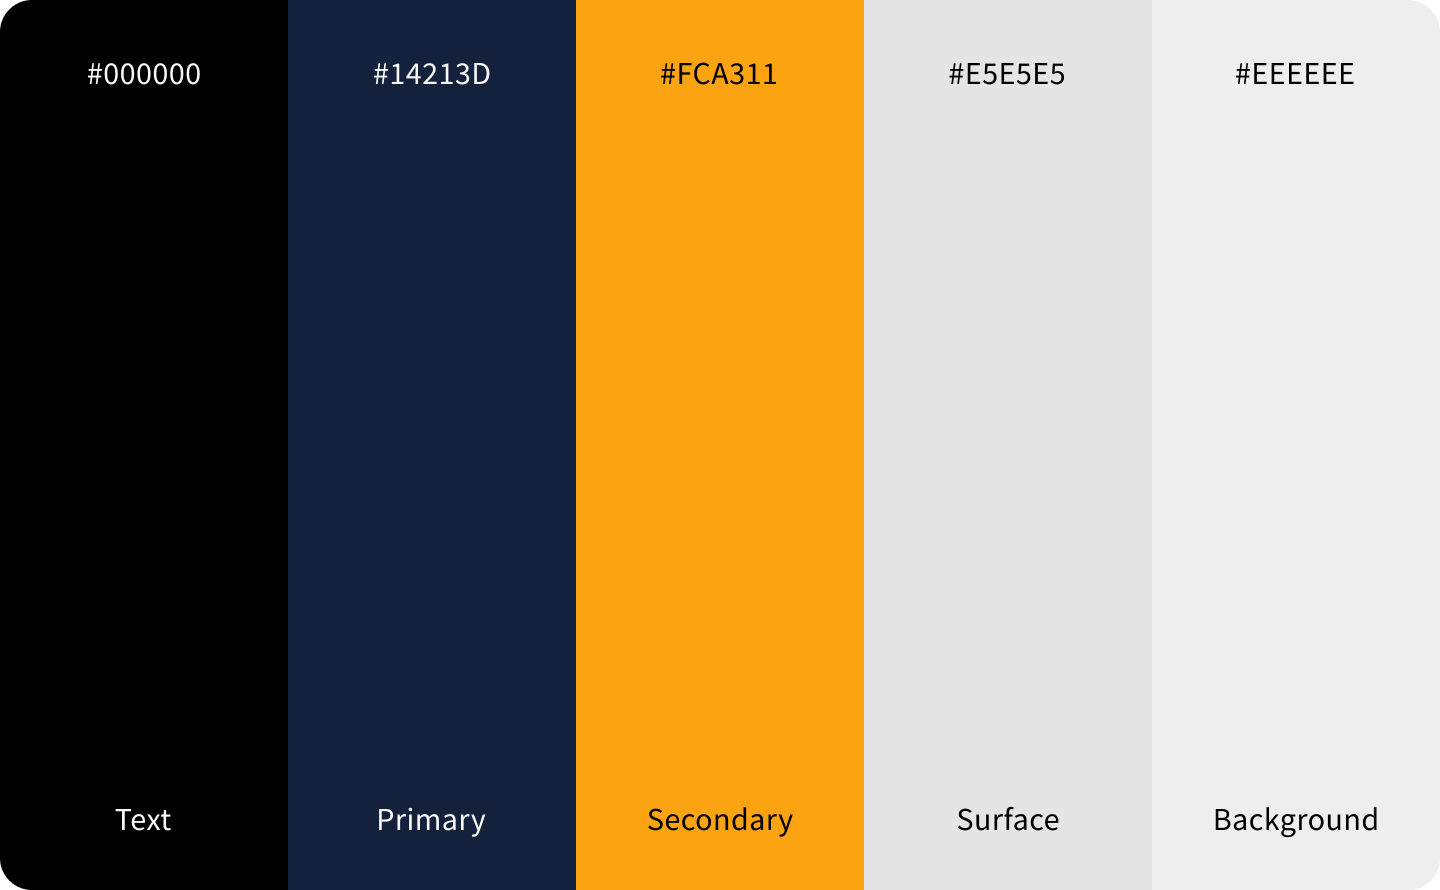 #000000
#14213D
#FCA311
#E5E5E5
#EEEEEE
Text
Primary
Secondary
Surface
Background